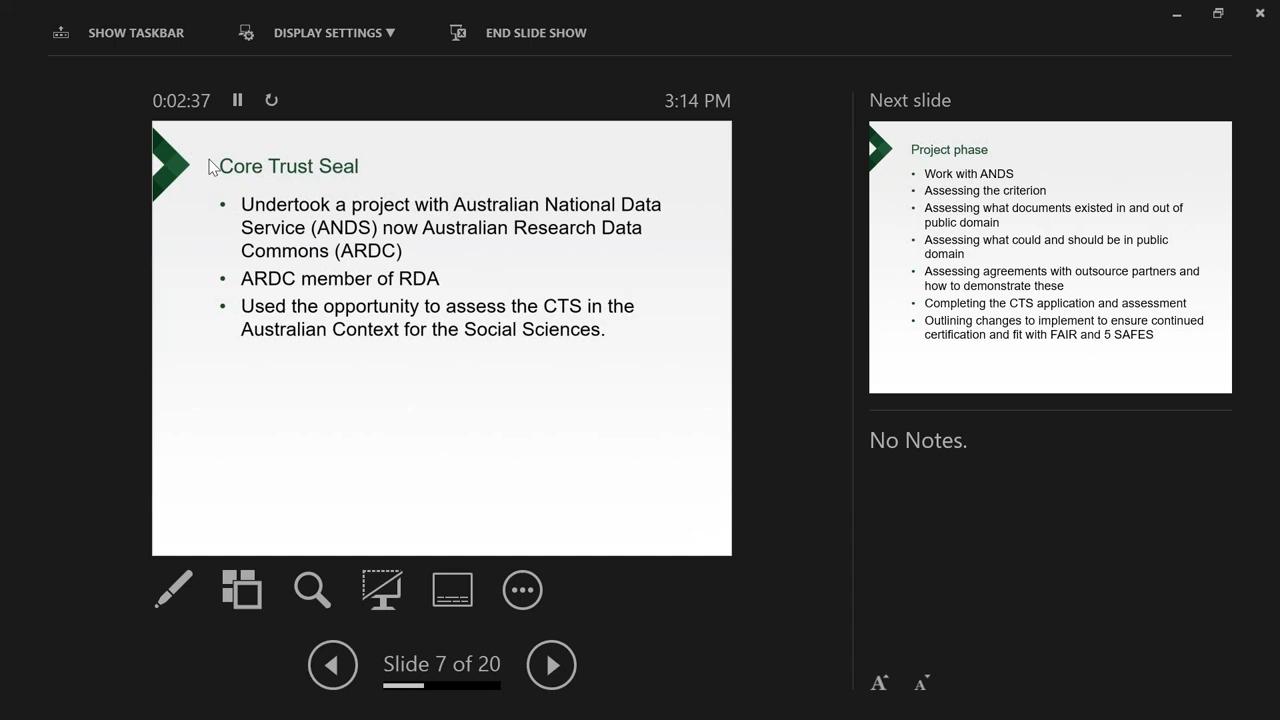 SHOW TASKBAR
DISPLAY SETTINGS ▼
END SLIDE SHOW
0:02:37
3:14 PM
Core Trust Seal
• Undertook a project with Australian National Data
Service (ANDS) now Australian Research Data
Commons (ARDC)
• ARDC member of RDA
• Used the opportunity to assess the CTS in the
Australian Context for the Social Sciences.
Slide 7 of 20
Next slide
Project phase
• Work with ANDS
• Assessing the criterion
• Assessing what documents existed in and out of
public domain
• Assessing what could and should be in public
domain
• Assessing agreements with outsource partners and
how to demonstrate these
• Completing the CTS application and assessment
• Outlining changes to implement to ensure continued
certification and fit with FAIR and 5 SAFES
No Notes.
A A